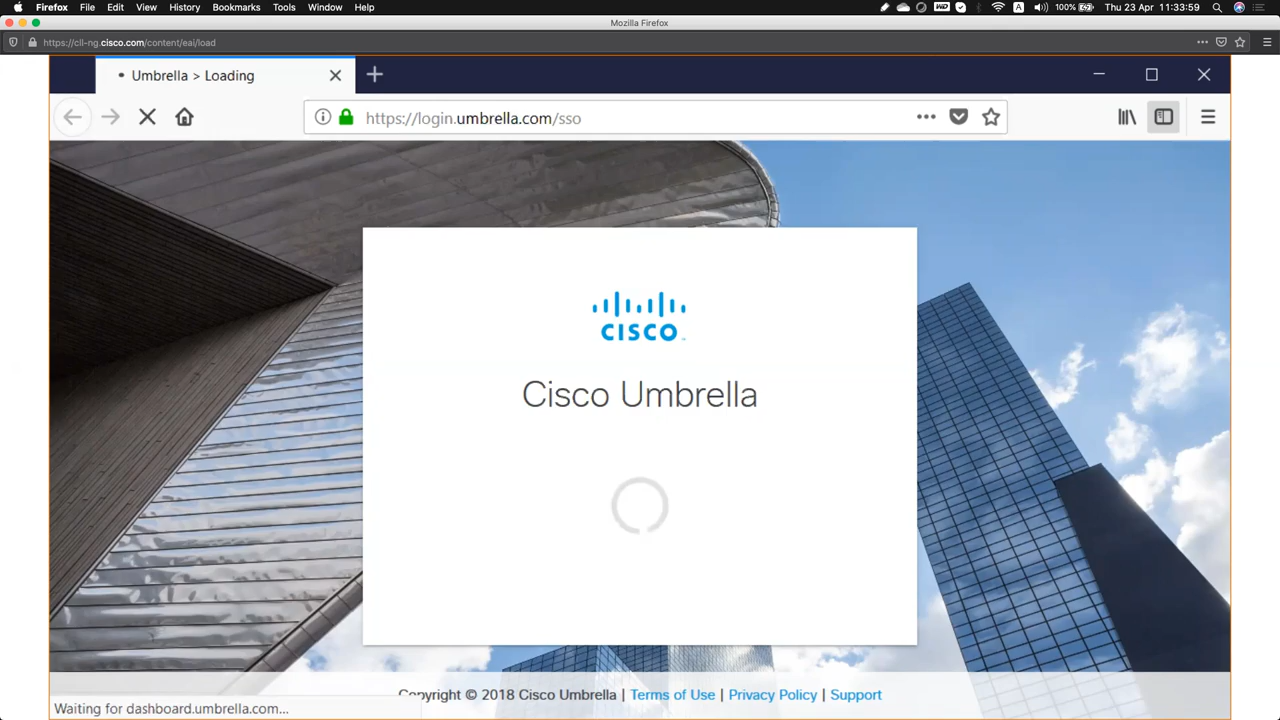 Firefox File Edit View History Bookmarks Tools Window Help 100% Thu 23 Apr 11:33:59
Mozilla Firefox
https://cll-ng.cisco.com/content/eai/load
Umbrella > Loading
https://login.umbrella.com/sso
CISCO
Cisco Umbrella
Copyright © 2018 Cisco Umbrella | Terms of Use | Privacy Policy | Support
Waiting for dashboard.umbrella.com...